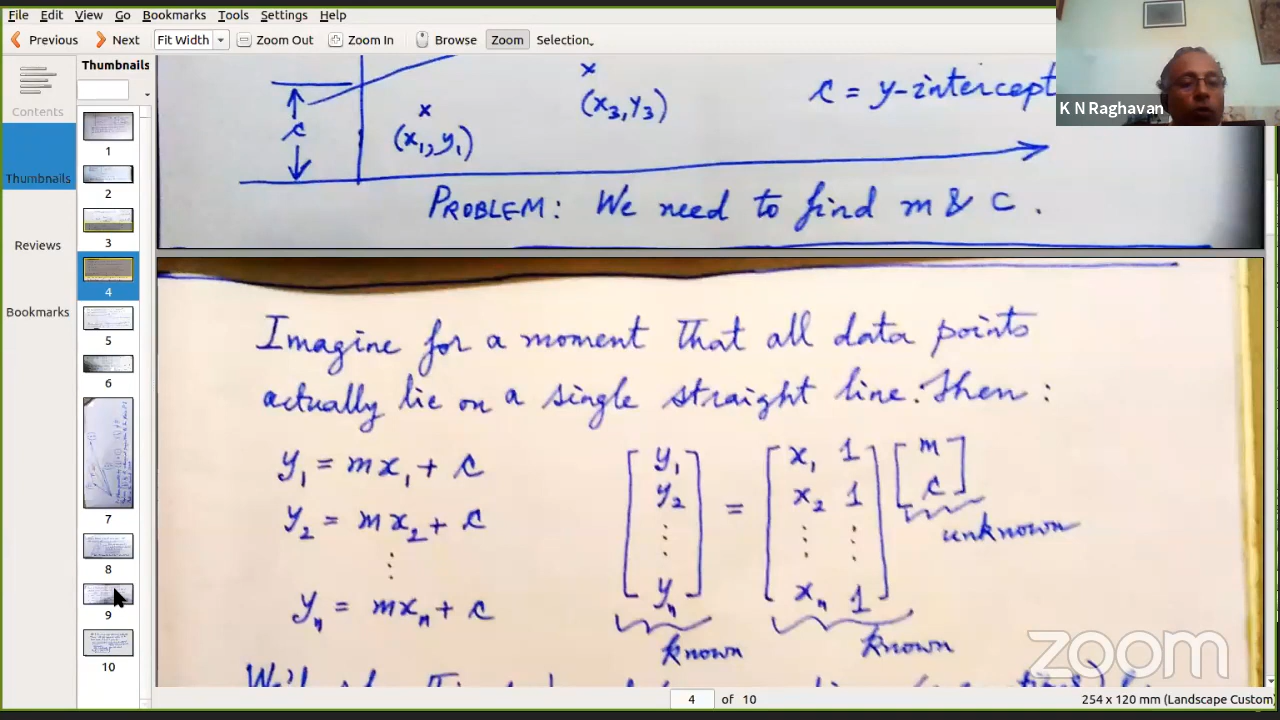 File Edit View Go Bookmarks Tools Settings Help
Previous Next Fit Width Zoom Out Zoom In Browse Zoom Selection
Thumbnails
Contents
Thumbnails
Reviews
Bookmarks
1
2
3
4
5
6
7
8
9
10
K N Raghavan
c
x
(x₁, y₁)
x
(x₃, y₃)
c = y-intercept
PROBLEM: We need to find m & c.
Imagine for a moment that all data points
actually lie on a single straight line. Then:
y₁ = mx₁ + c
y₂ = mx₂ + c
⋮
yₙ = mxₙ + c
[y₁ y₂ ⋮ yₙ] = [x₁ 1 x₂ 1 ⋮ ⋮ xₙ 1] [m c]
unknown
known known
zoom
4 of 10 254 x 120 mm (Landscape Custom)